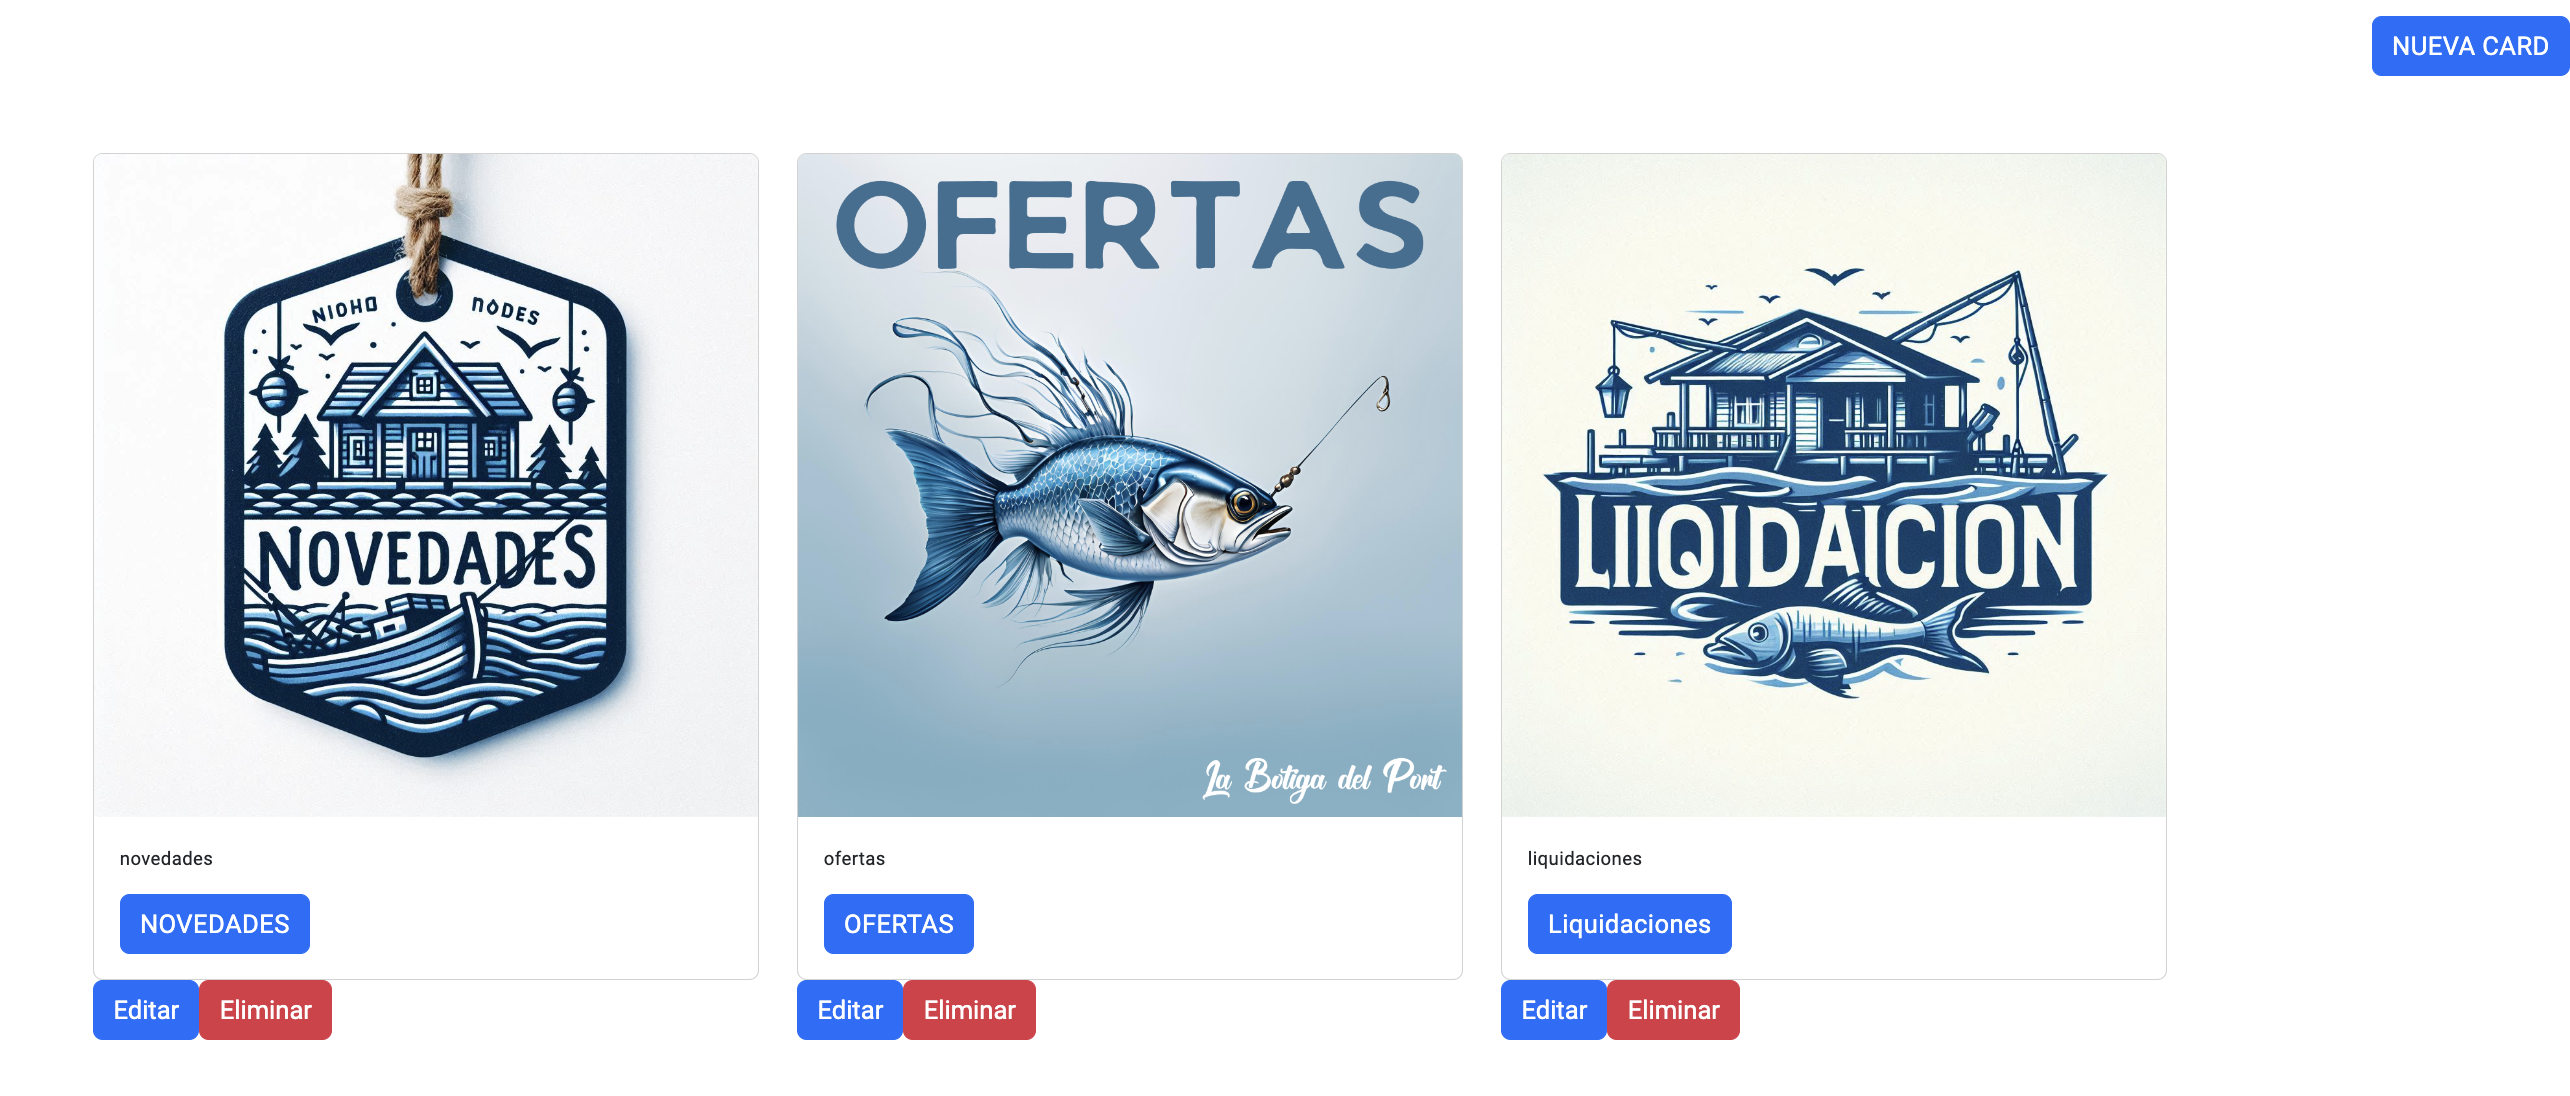 NUEVA CARD
NIOHD NODES
NOVEDADES
OFERTAS
La Botiga del Port
LIIQIDAICION
novedades
ofertas
liquidaciones
NOVEDADES
OFERTAS
Liquidaciones
Editar Eliminar
Editar Eliminar
Editar Eliminar